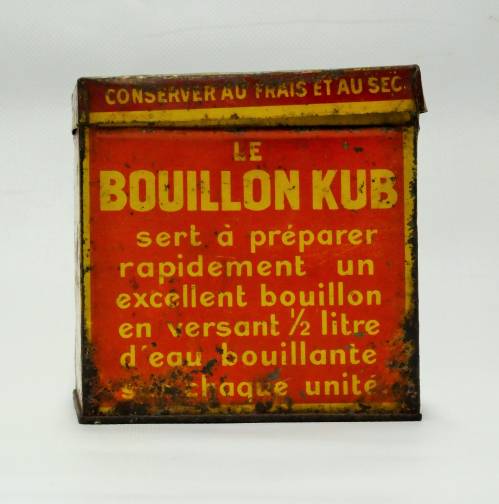 CONSERVER AU FRAIS ET AU SEC.
LE
BOUILLON KUB
sert à préparer
rapidement un
excellent bouillon
en versant ½ litre
d'eau bouillante
chaque unité